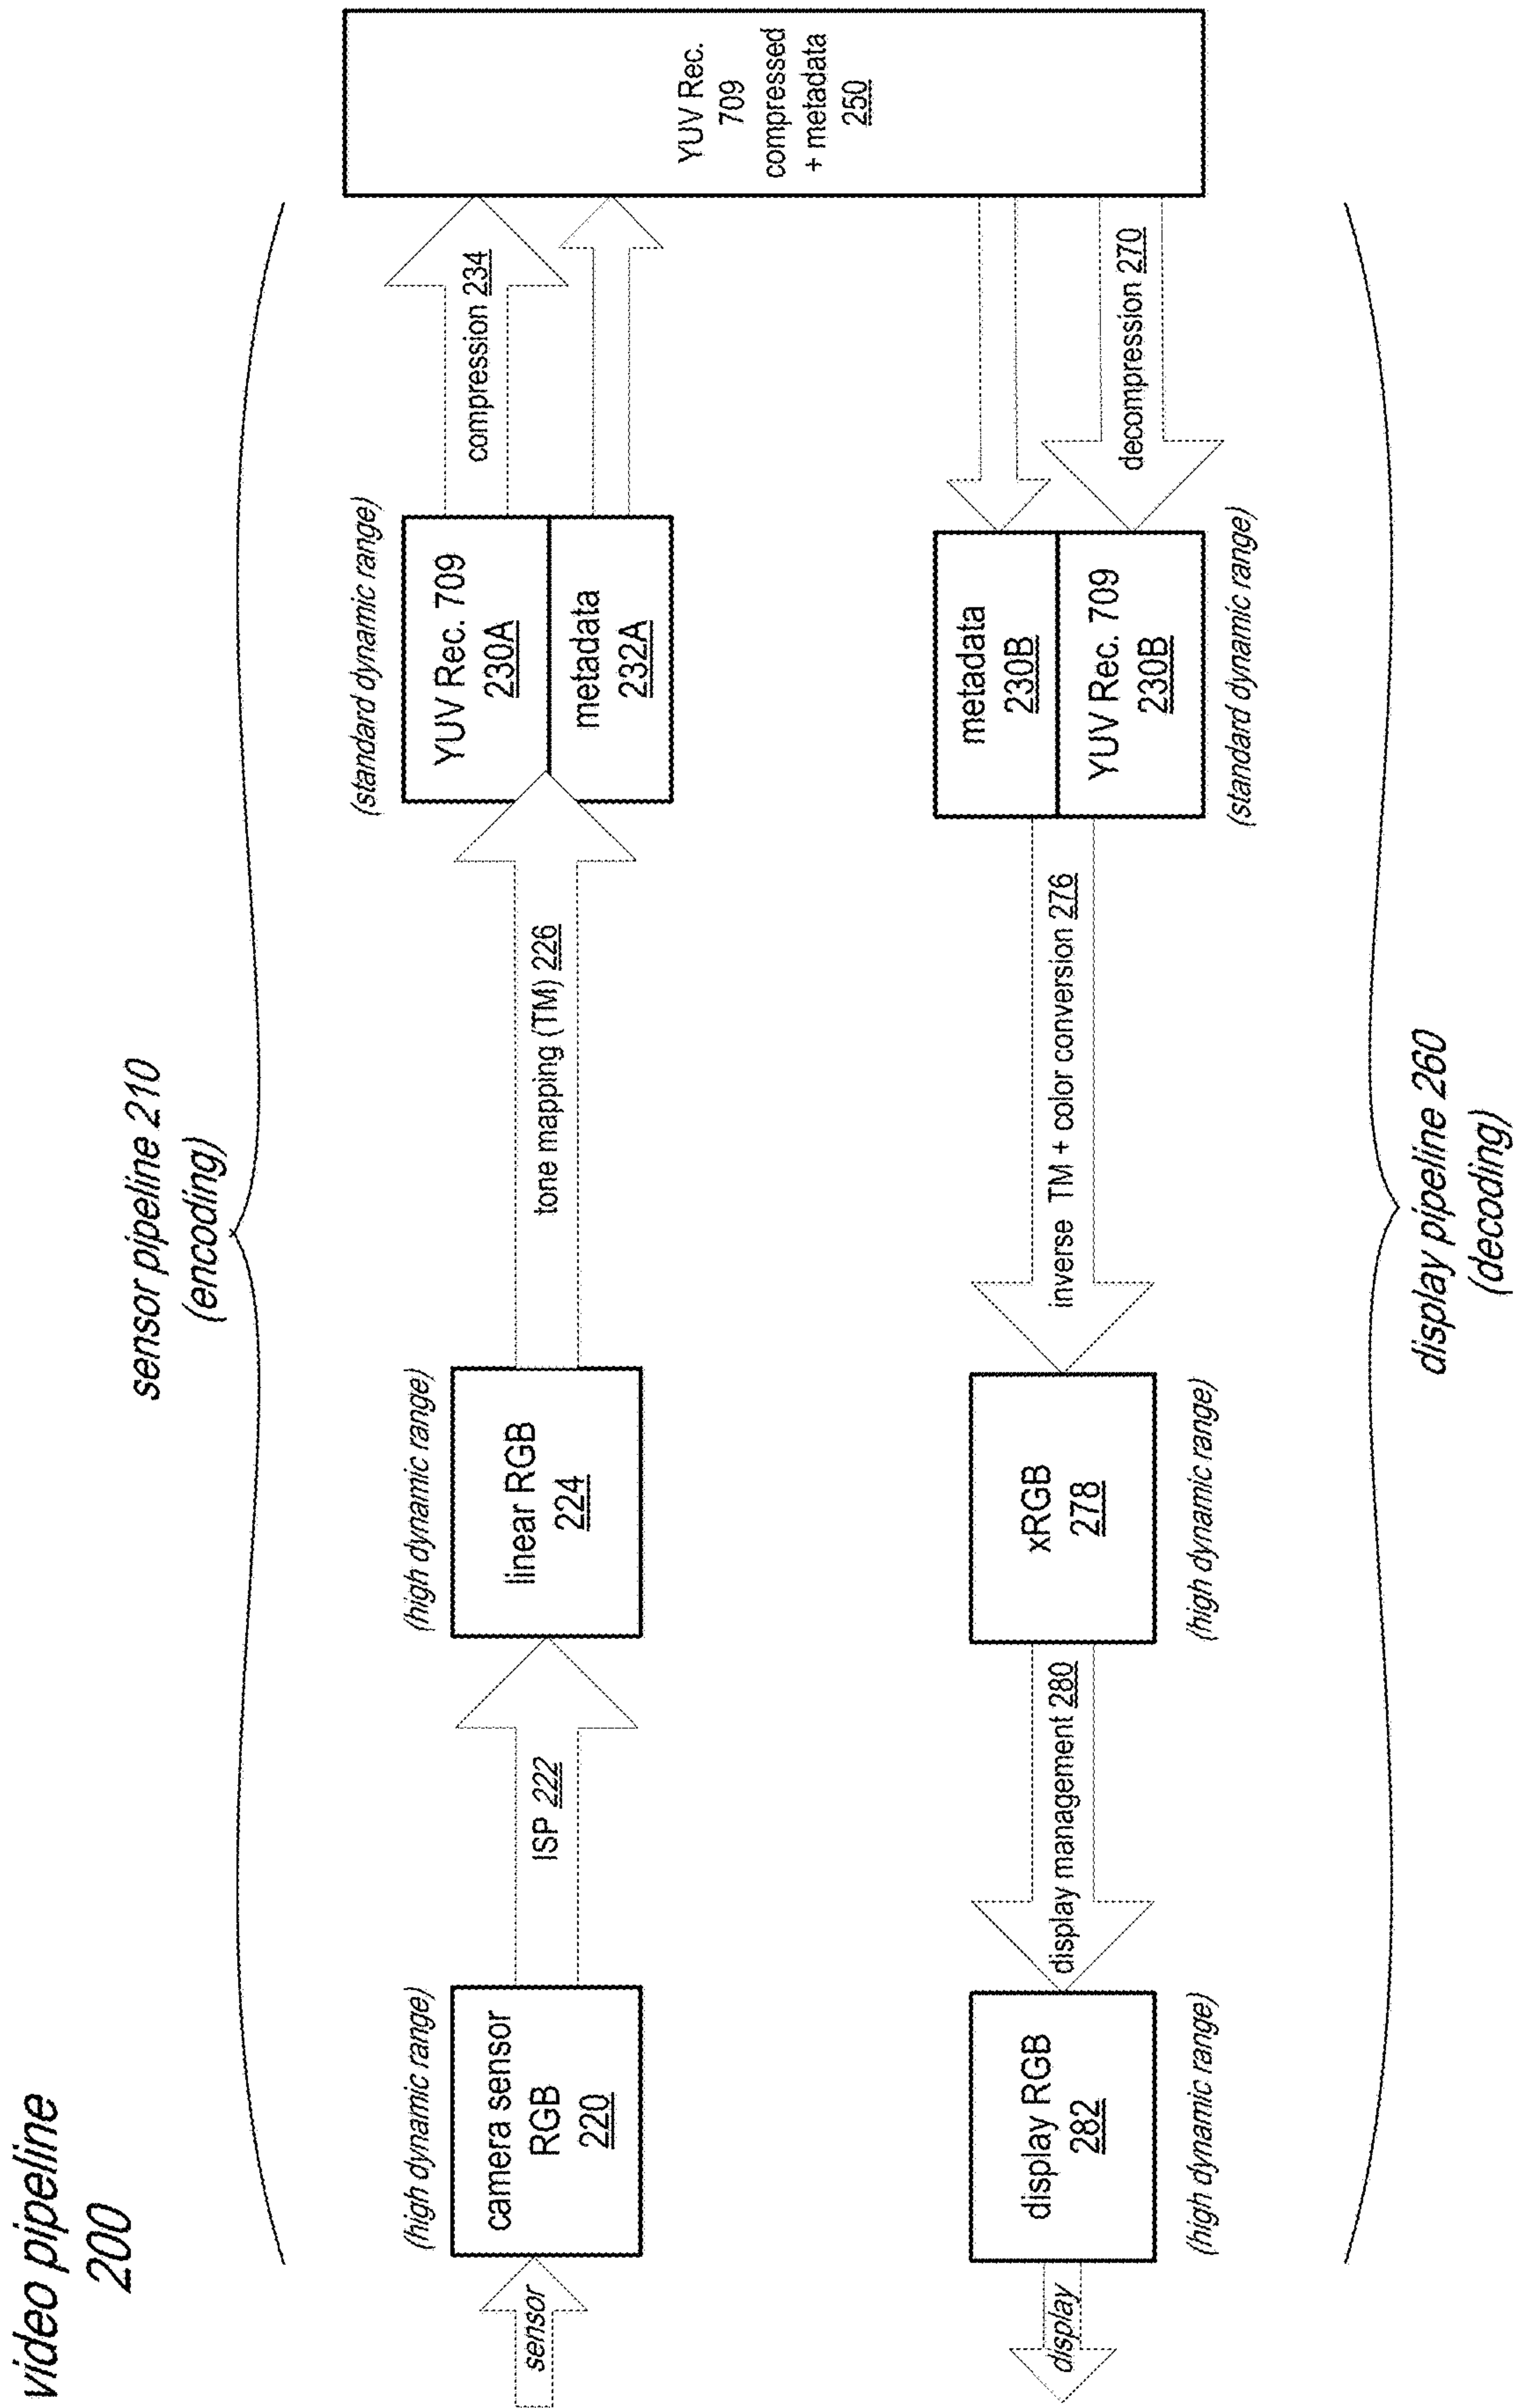 video pipeline
200
sensor pipeline 210
(encoding)
sensor
(high dynamic range)
camera sensor
RGB
220
ISP 222
(high dynamic range)
linear RGB
224
tone mapping (TM) 226
(standard dynamic range)
YUV Rec. 709
230A
metadata
232A
compression 234
YUV Rec.
709
compressed
+ metadata
250
decompression 270
metadata
230B
YUV Rec. 709
230B
(standard dynamic range)
inverse TM + color conversion 276
xRGB
278
(high dynamic range)
display management 280
display RGB
282
(high dynamic range)
display
display pipeline 260
(decoding)